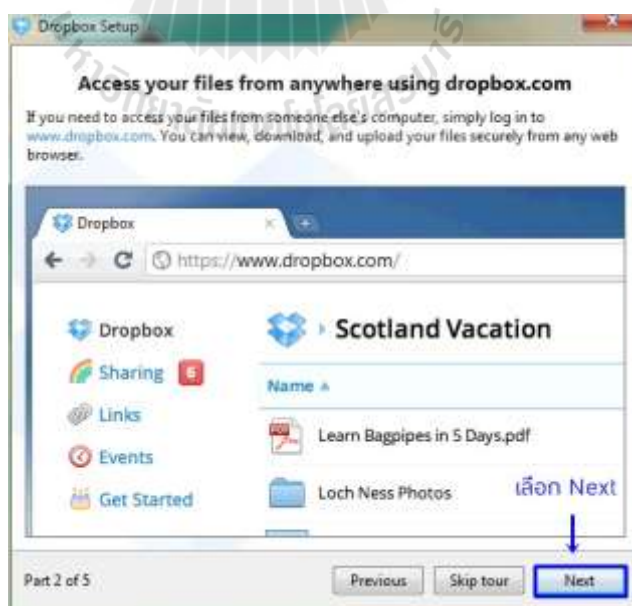 Dropbox Setup
Access your files from anywhere using dropbox.com
If you need to access your files from someone else's computer, simply log in to
www.dropbox.com. You can view, download, and upload your files securely from any web
browser.
Dropbox
https://www.dropbox.com/
Dropbox
Scotland Vacation
Sharing 6
Name
Links
Learn Bagpipes in 5 Days.pdf
Events
Loch Ness Photos
เลือก Next
Get Started
Part 2 of 5
Previous
Skip tour
Next